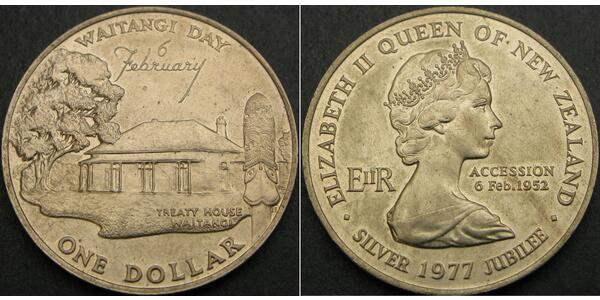 WAITANGI DAY
6
February
TREATY HOUSE
WAITANGI
ONE DOLLAR
ELIZABETH II QUEEN OF NEW ZEALAND
EIIR
ACCESSION
6 Feb. 1952
· SILVER 1977 JUBILEE ·